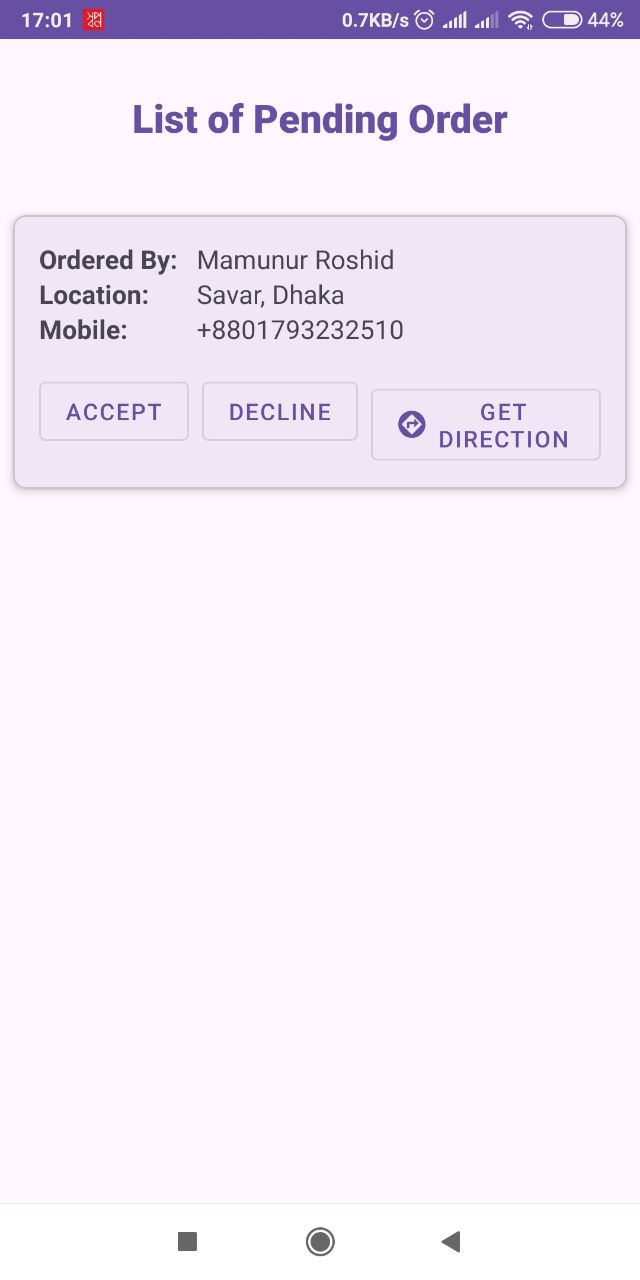 17:01 0.7KB/s 44%
List of Pending Order
Ordered By: Mamunur Roshid
Location: Savar, Dhaka
Mobile: +8801793232510
ACCEPT DECLINE GET
DIRECTION